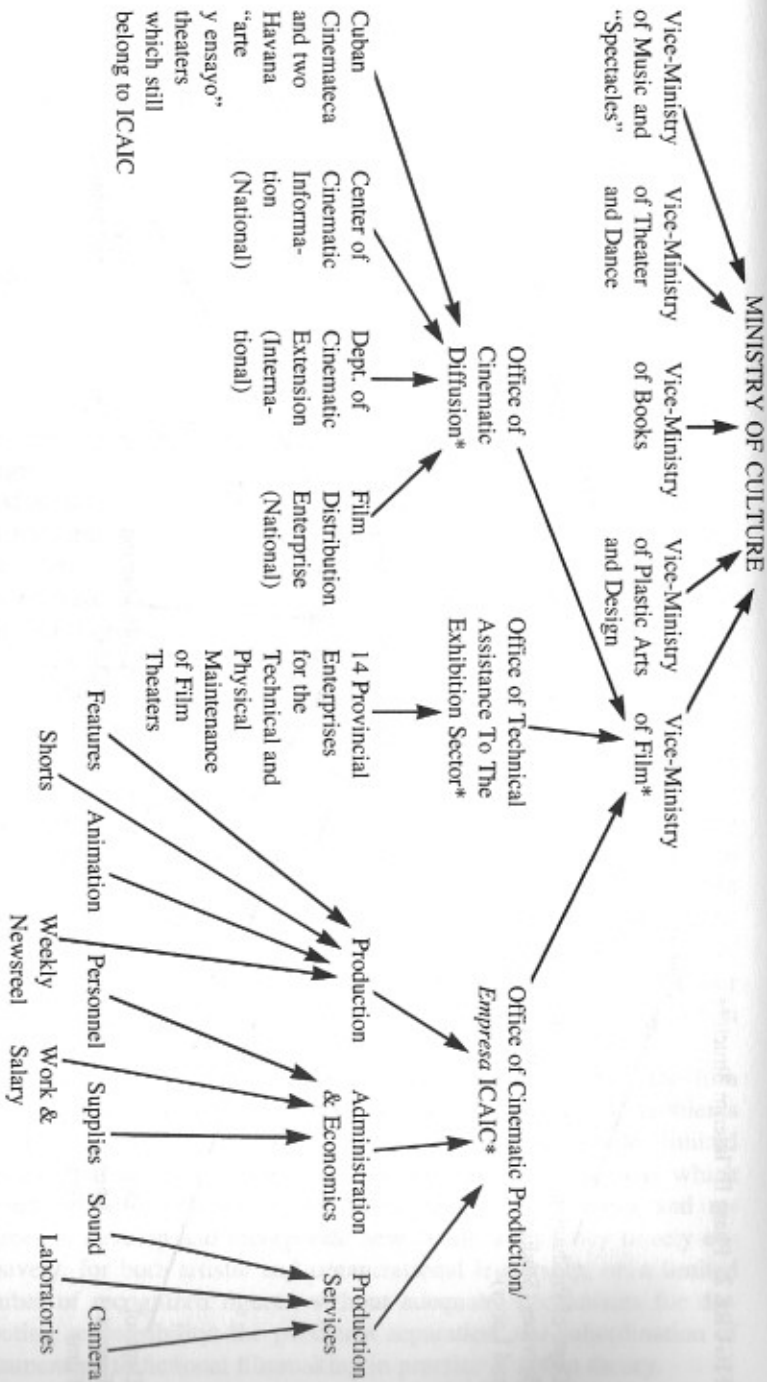 MINISTRY OF CULTURE
Vice-Ministry
of Music and
“Spectacles”
Vice-Ministry
of Theater
and Dance
Vice-Ministry
of Books
Vice-Ministry
of Plastic Arts
and Design
Vice-Ministry
of Film*
Office of
Cinematic
Diffusion*
Office of Technical
Assistance To The
Exhibition Sector*
Office of Cinematic Production/
Empresa ICAIC*
Cuban
Cinemateca
and two
Havana
“arte
y ensayo”
theaters
which still
belong to ICAIC
Center of
Cinematic
Informa-
tion
(National)
Dept. of
Cinematic
Extension
(Interna-
tional)
Film
Distribution
Enterprise
(National)
14 Provincial
Enterprises
for the
Technical and
Physical
Maintenance
of Film
Theaters
Production
Administration
& Economics
Production
Services
Features
Shorts
Animation
Weekly
Newsreel
Personnel
Work &
Salary
Supplies
Sound
Laboratories
Camera